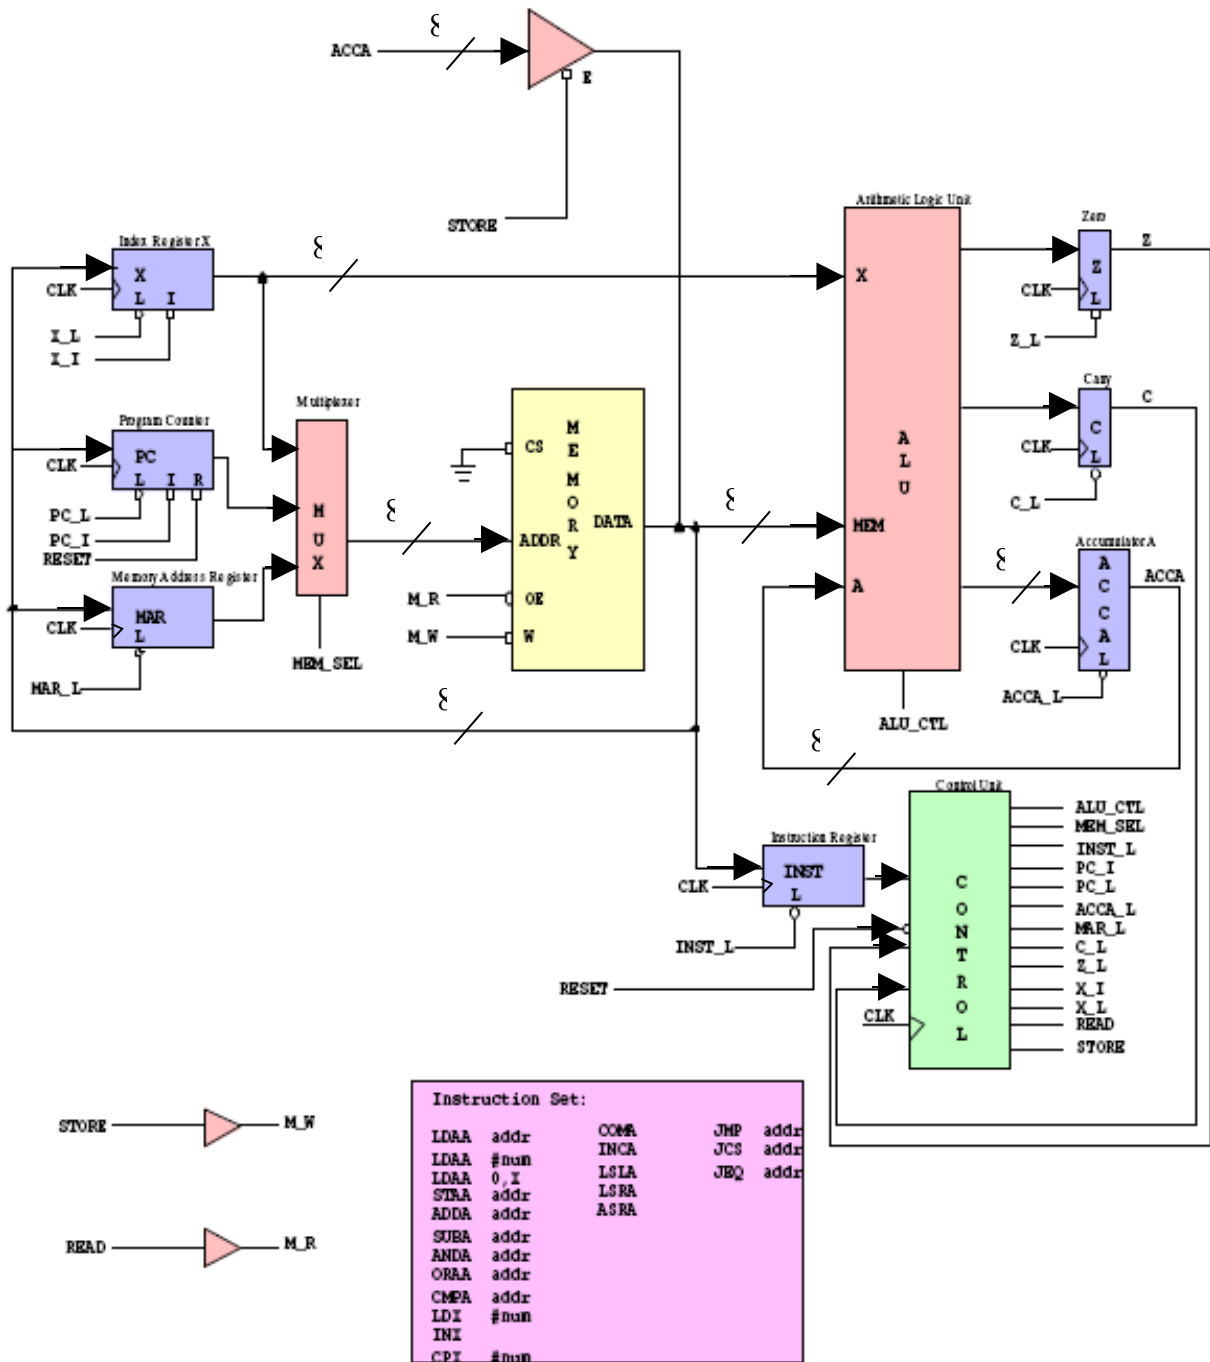 8
ACCA
E
STORE
Arithmetic Logic Unit
Zero
Z
Index Register X
8
X
CLK
L I
X_L
X_I
X
Z
CLK
L
Z_L
Carry
C
Multiplexer
Program Counter
PC
CLK
L I R
PC_L
PC_I
RESET
M
U
X
8
CS
M
E
M
O
R
Y
DATA
ADDR
8
A
L
U
MEM
C
CLK
L
C_L
Accumulator A
8
A
C
C
A
L
ACCA
Memory Address Register
MAR
CLK
L
MAR_L
MEM_SEL
M_R
OE
M_W
W
A
CLK
ACCA_L
8
ALU_CTL
8
Control Unit
Instruction Register
INST
CLK
L
INST_L
RESET
C
O
N
T
R
O
L
CLK
ALU_CTL
MEM_SEL
INST_L
PC_I
PC_L
ACCA_L
MAR_L
C_L
Z_L
X_I
X_L
READ
STORE
STORE
M_W
READ
M_R
Instruction Set:
LDAA addr
LDAA #num
LDAA 0,X
STAA addr
ADDA addr
SUBA addr
ANDA addr
ORAA addr
CMPA addr
LDX #num
INX
CPX #num
COMA
INCA
LSLA
LSRA
ASRA
JMP addr
JCS addr
JEQ addr